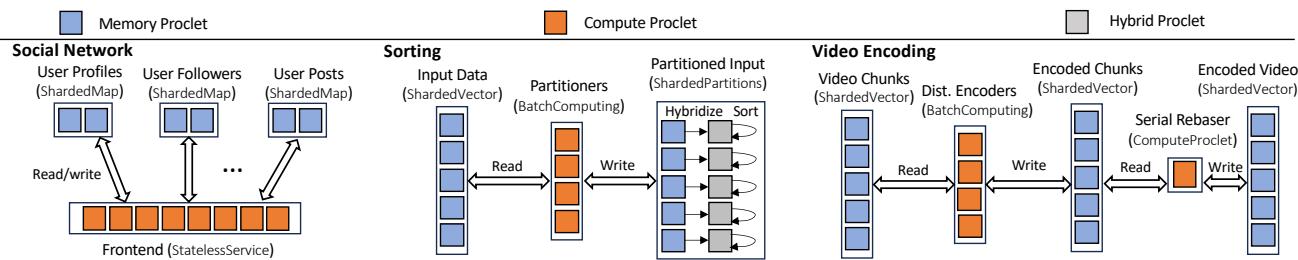 Memory Proclet
Compute Proclet
Hybrid Proclet
Social Network
User Profiles
(ShardedMap)
User Followers
(ShardedMap)
User Posts
(ShardedMap)
Read/write
...
Frontend (StatelessService)
Sorting
Input Data
(ShardedVector)
Partitioners
(BatchComputing)
Partitioned Input
(ShardedPartitions)
Hybridize Sort
Read
Write
Video Encoding
Video Chunks
(ShardedVector)
Dist. Encoders
(BatchComputing)
Encoded Chunks
(ShardedVector)
Serial Rebaser
(ComputeProclet)
Encoded Video
(ShardedVector)
Read
Write
Read
Write